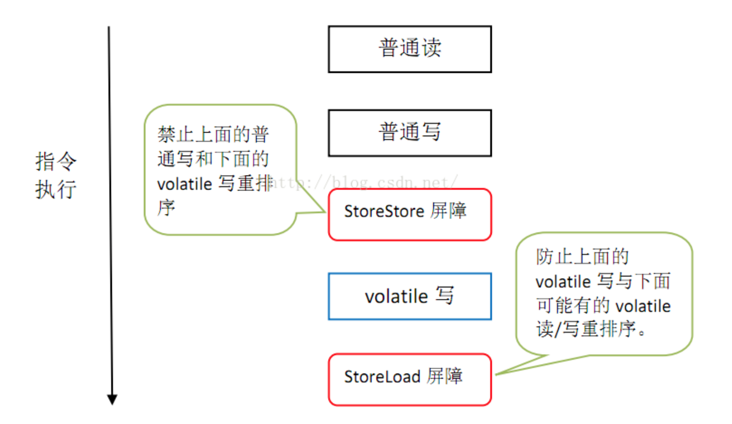 普通读
普通写
指令
执行
禁止上面的普
通写和下面的
volatile 写重排
序
http://blog.csdn.net/
StoreStore 屏障
volatile 写
防止上面的
volatile 写与下面
可能有的 volatile
读/写重排序。
StoreLoad 屏障